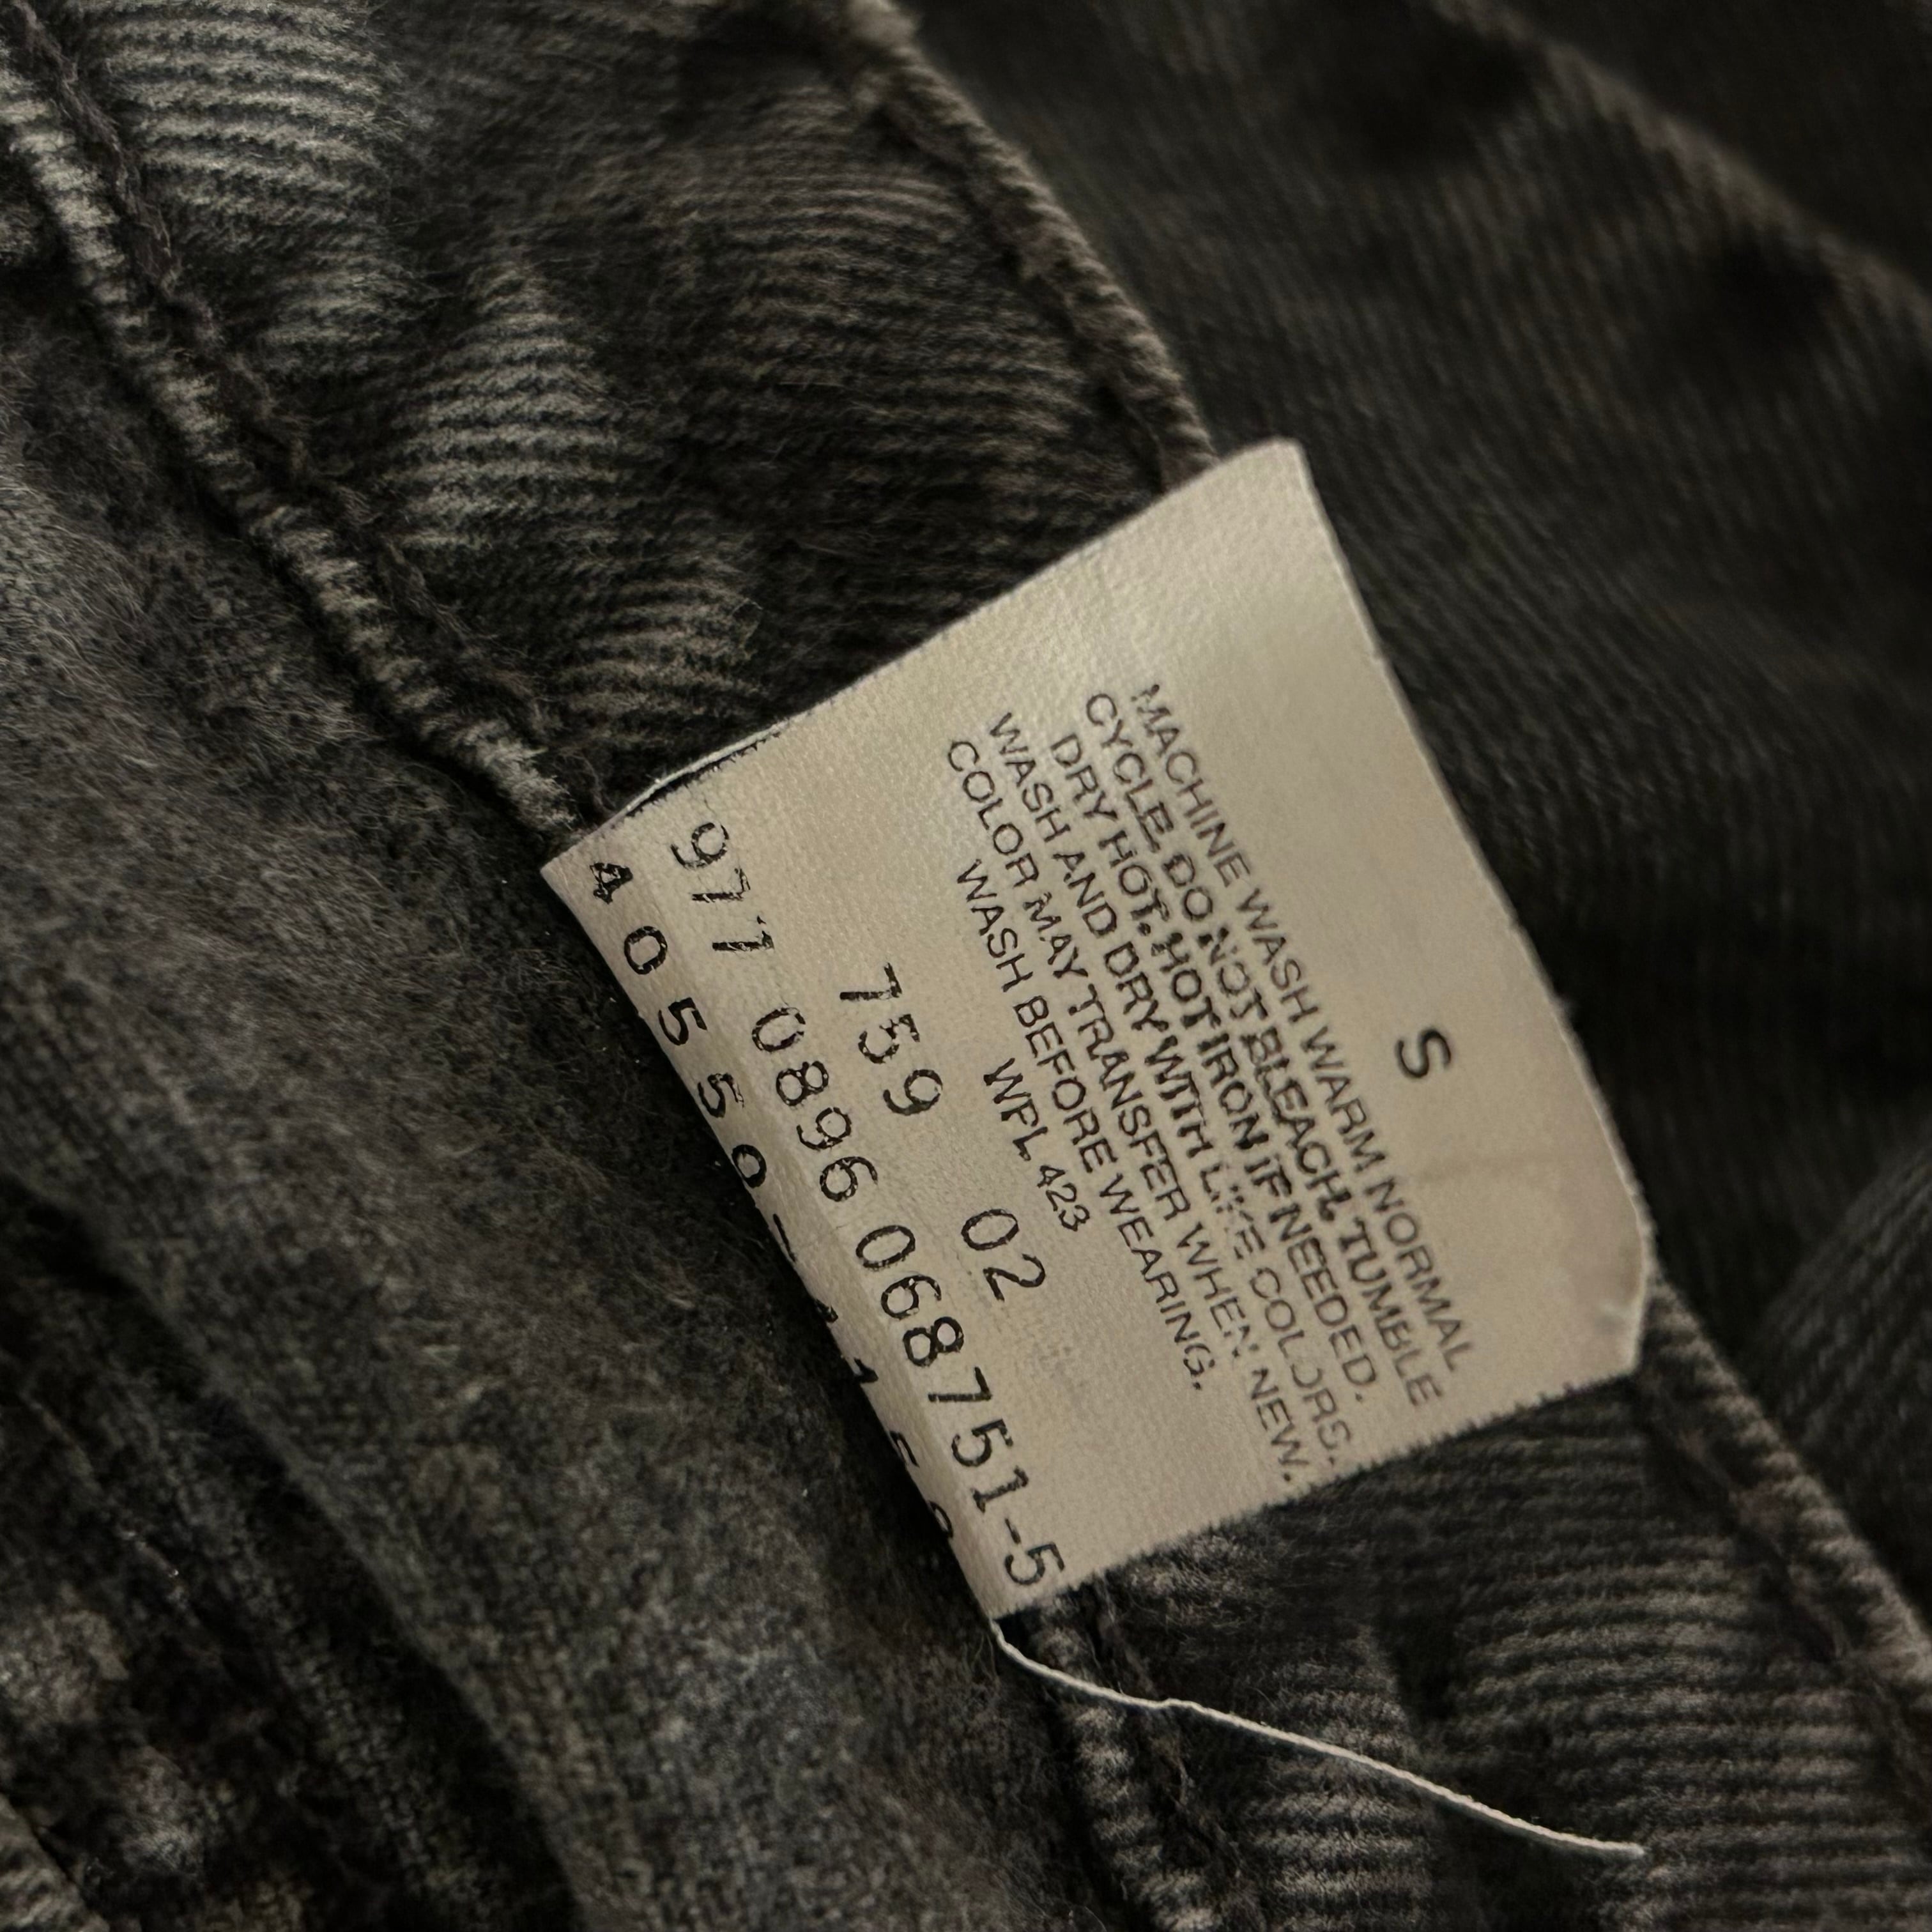 S
MACHINE WASH WARM NORMAL
CYCLE. DO NOT BLEACH. TUMBLE
DRY HOT. HOT IRON IF NEEDED.
WASH AND DRY WITH LIKE COLORS.
COLOR MAY TRANSFER WHEN NEW.
WASH BEFORE WEARING.
WPL 423
759 02
977 0896 068751-5